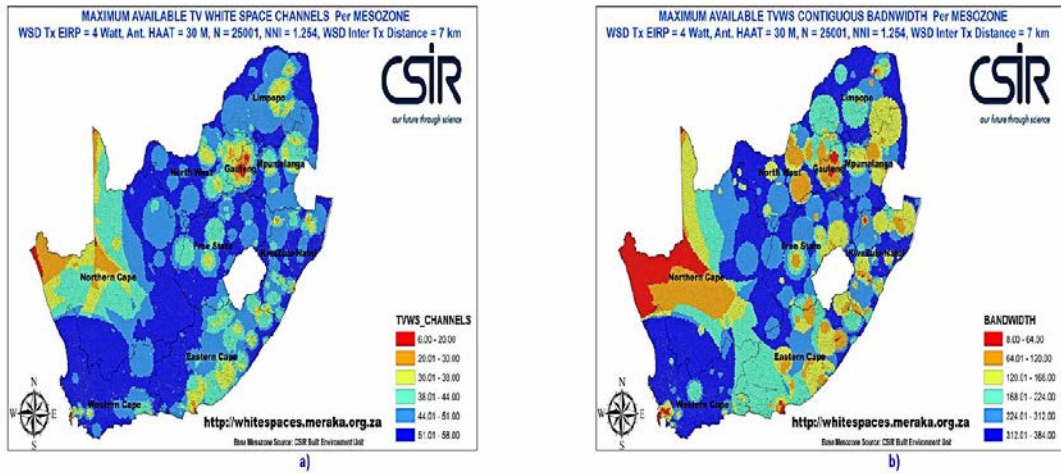 MAXIMUM AVAILABLE TV WHITE SPACE CHANNELS Per MESOZONE
WSD Tx EIRP = 4 Watt, Ant. HAAT = 30 M, N = 25001, NNI = 1.254, WSD Inter Tx Distance = 7 km
CSIR
our future through science
Limpopo
North West
Gauteng
Mpumalanga
Free State
KwaZulu-Natal
Northern Cape
Eastern Cape
Western Cape
TVWS_CHANNELS
6.00 - 20.00
20.01 - 30.00
30.01 - 38.00
38.01 - 44.00
44.01 - 51.00
51.01 - 58.00
N
W E
S
http://whitespaces.meraka.org.za
Base Mesozone Source: CSIR Built Environment Unit
a)
MAXIMUM AVAILABLE TVWS CONTIGUOUS BADNWIDTH Per MESOZONE
WSD Tx EIRP = 4 Watt, Ant. HAAT = 30 M, N = 25001, NNI = 1.254, WSD Inter Tx Distance = 7 km
CSIR
our future through science
Limpopo
North West
Gauteng
Mpumalanga
Free State
KwaZulu-Natal
Northern Cape
Eastern Cape
Western Cape
BANDWIDTH
8.00 - 64.00
64.01 - 120.00
120.01 - 168.00
168.01 - 224.00
224.01 - 312.00
312.01 - 384.00
N
W E
S
http://whitespaces.meraka.org.za
Base Mesozone Source: CSIR Built Environment Unit
b)